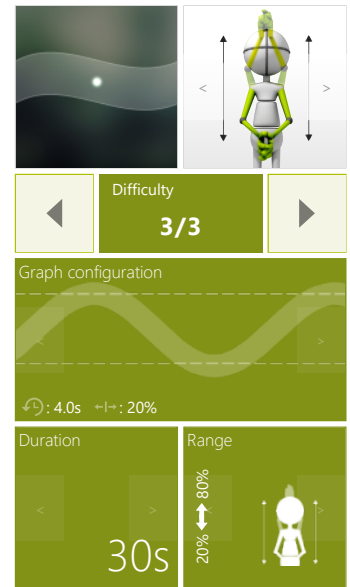 Difficulty
3/3
Graph configuration
: 4.0s : 20%
Duration
30s
Range
20% 80%